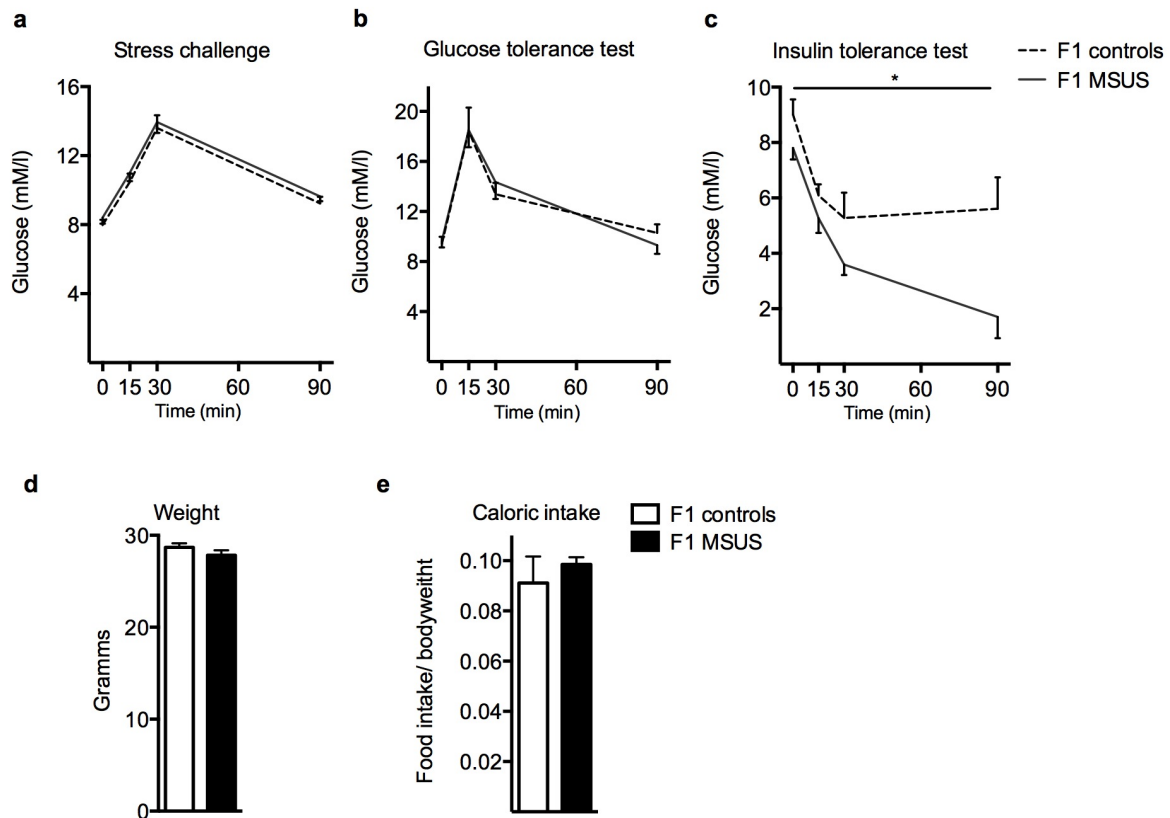 a
Stress challenge
16
12
8
4
Glucose (mM/l)
0 15 30 60 90
Time (min)
b
Glucose tolerance test
20
16
12
8
4
Glucose (mM/l)
0 15 30 60 90
Time (min)
c
Insulin tolerance test
*
10
8
6
4
2
Glucose (mM/l)
0 15 30 60 90
Time (min)
F1 controls
F1 MSUS
d
Weight
30
20
10
0
Gramms
e
Caloric intake
0.10
0.08
0.06
0.04
0.02
Food intake/ bodyweitht
F1 controls
F1 MSUS